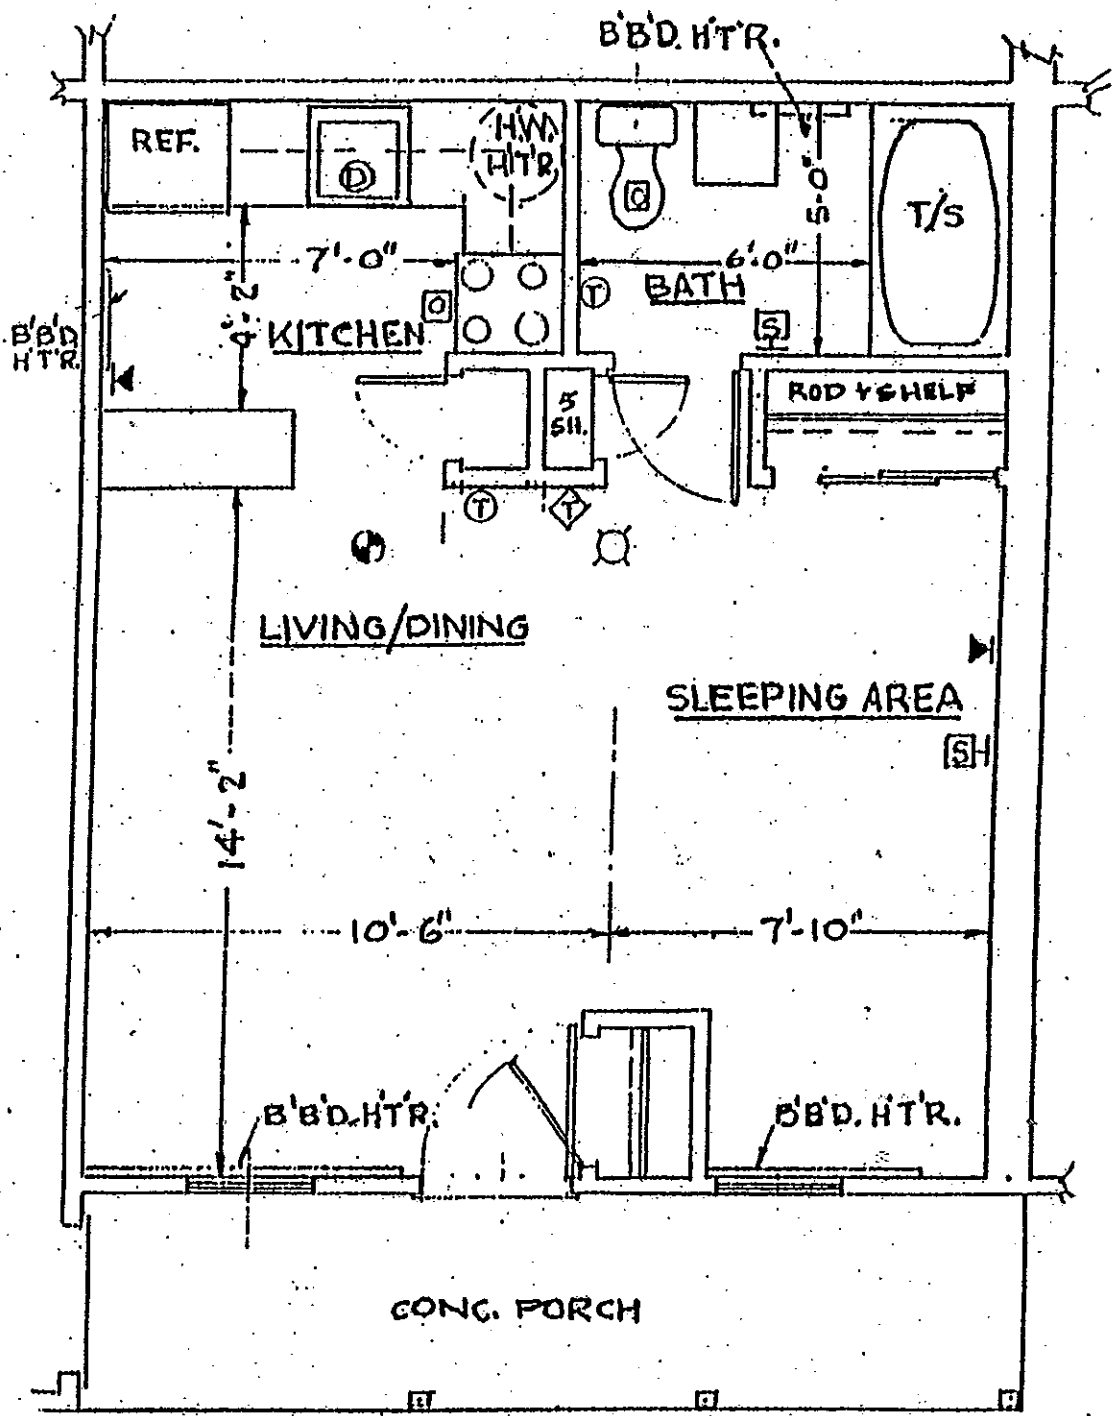 B'B'D. H'T'R.
REF.
D
H.W.
H'T'R
O
T/S
5'-0"
7'-0"
6'-0"
BATH
T
4'-2"
O
KITCHEN
S
B'B'D
H'T'R.
ROD & SHELF
5
SH.
T
T
LIVING/DINING
SLEEPING AREA
S
14'-2"
10'-6"
7'-10"
B'B'D. H'T'R.
B'B'D. H'T'R.
CONC. PORCH